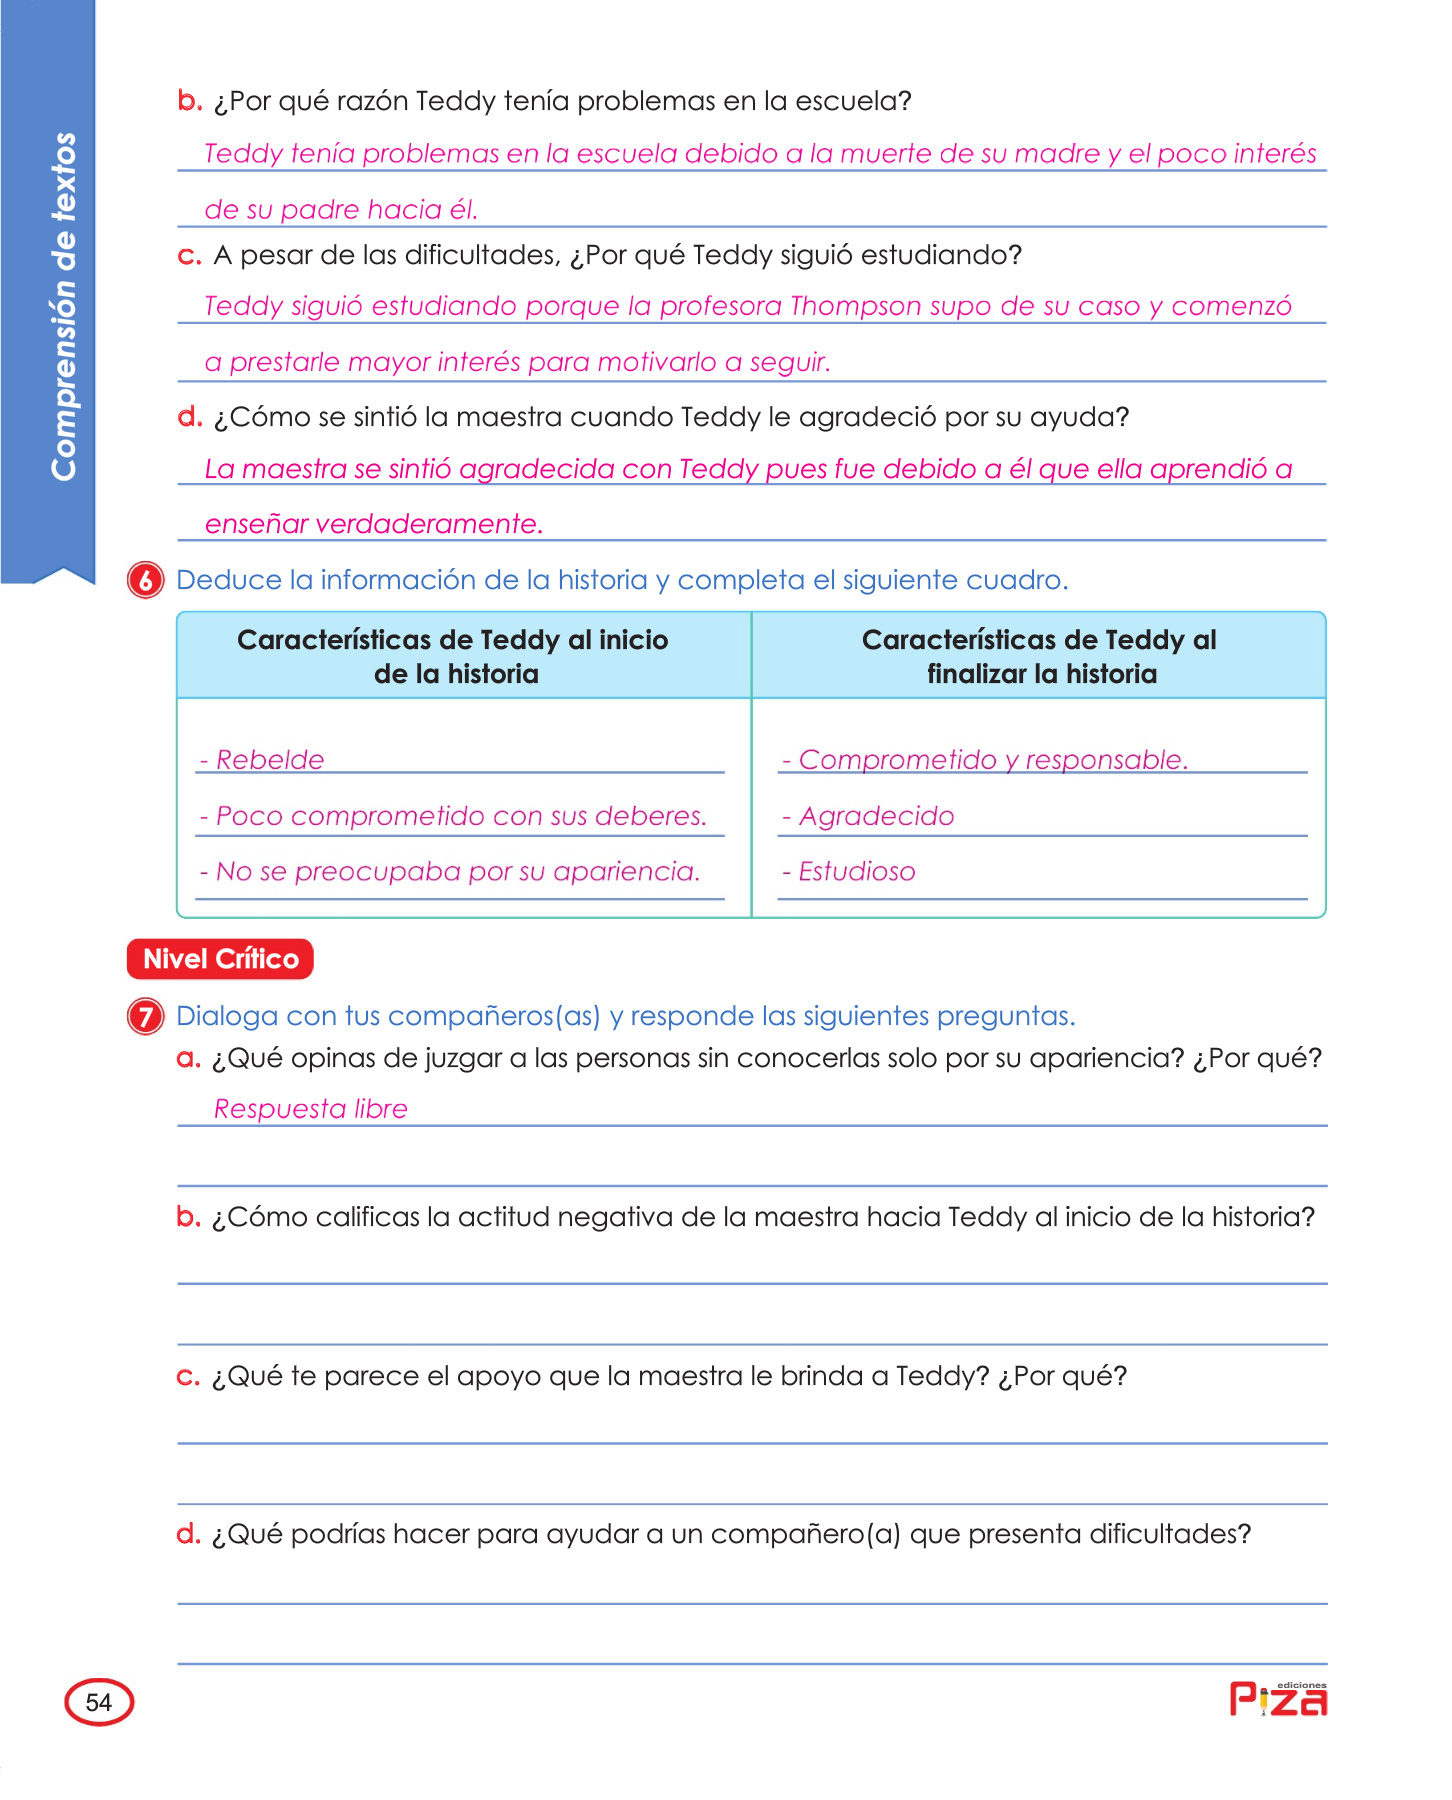 Comprensión de textos
b. ¿Por qué razón Teddy tenía problemas en la escuela?
Teddy tenía problemas en la escuela debido a la muerte de su madre y el poco interés
de su padre hacia él.
c. A pesar de las dificultades, ¿Por qué Teddy siguió estudiando?
Teddy siguió estudiando porque la profesora Thompson supo de su caso y comenzó
a prestarle mayor interés para motivarlo a seguir.
d. ¿Cómo se sintió la maestra cuando Teddy le agradeció por su ayuda?
La maestra se sintió agradecida con Teddy pues fue debido a él que ella aprendió a
enseñar verdaderamente.
6 Deduce la información de la historia y completa el siguiente cuadro.
Características de Teddy al inicio
de la historia
- Rebelde
- Poco comprometido con sus deberes.
- No se preocupaba por su apariencia.
Características de Teddy al
finalizar la historia
- Comprometido y responsable.
- Agradecido
- Estudioso
Nivel Crítico
7 Dialoga con tus compañeros(as) y responde las siguientes preguntas.
a. ¿Qué opinas de juzgar a las personas sin conocerlas solo por su apariencia? ¿Por qué?
Respuesta libre
b. ¿Cómo calificas la actitud negativa de la maestra hacia Teddy al inicio de la historia?
c. ¿Qué te parece el apoyo que la maestra le brinda a Teddy? ¿Por qué?
d. ¿Qué podrías hacer para ayudar a un compañero(a) que presenta dificultades?
54
ediciones
Piza